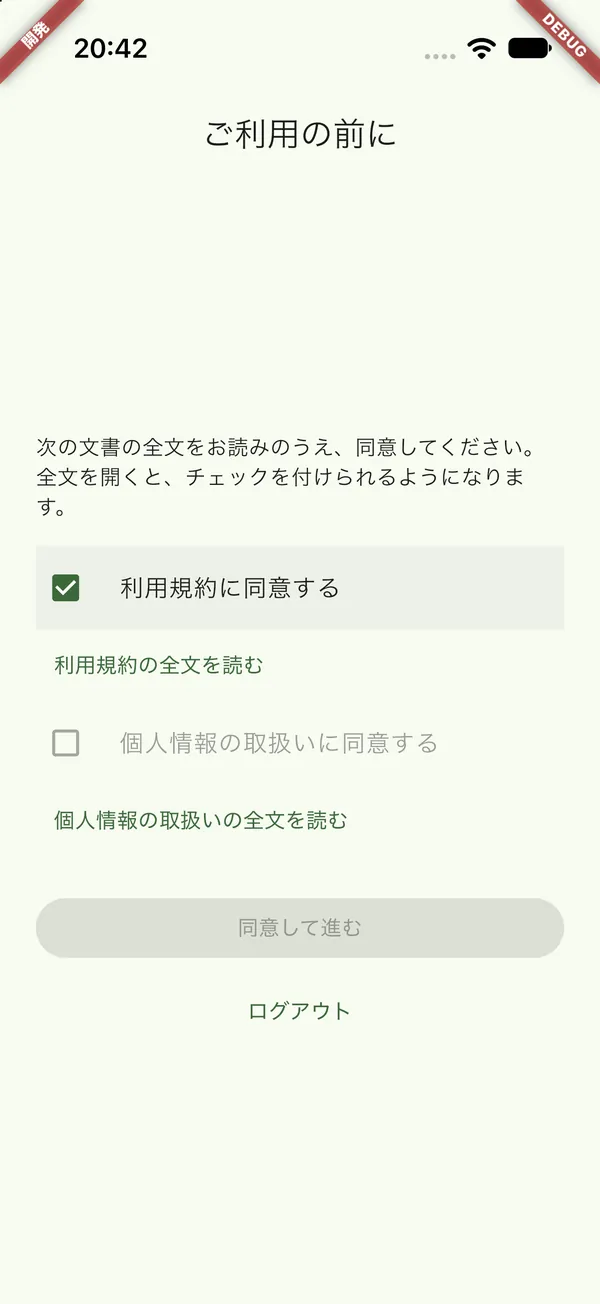 開発
20:42
DEBUG
ご利用の前に
次の文書の全文をお読みのうえ、同意してください。
全文を開くと、チェックを付けられるようになりま
す。
利用規約に同意する
利用規約の全文を読む
個人情報の取扱いに同意する
個人情報の取扱いの全文を読む
同意して進む
ログアウト